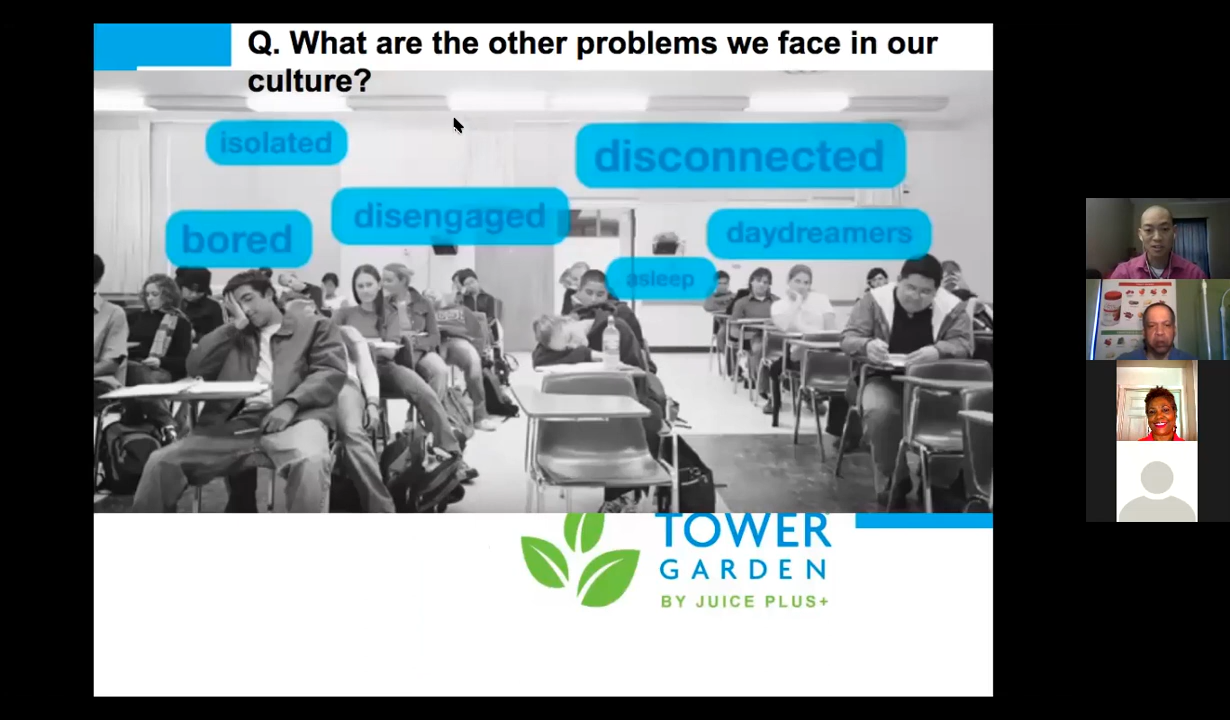 Q. What are the other problems we face in our
culture?
isolated
disconnected
disengaged
bored
daydreamers
asleep
TOWER
GARDEN
BY JUICE PLUS+